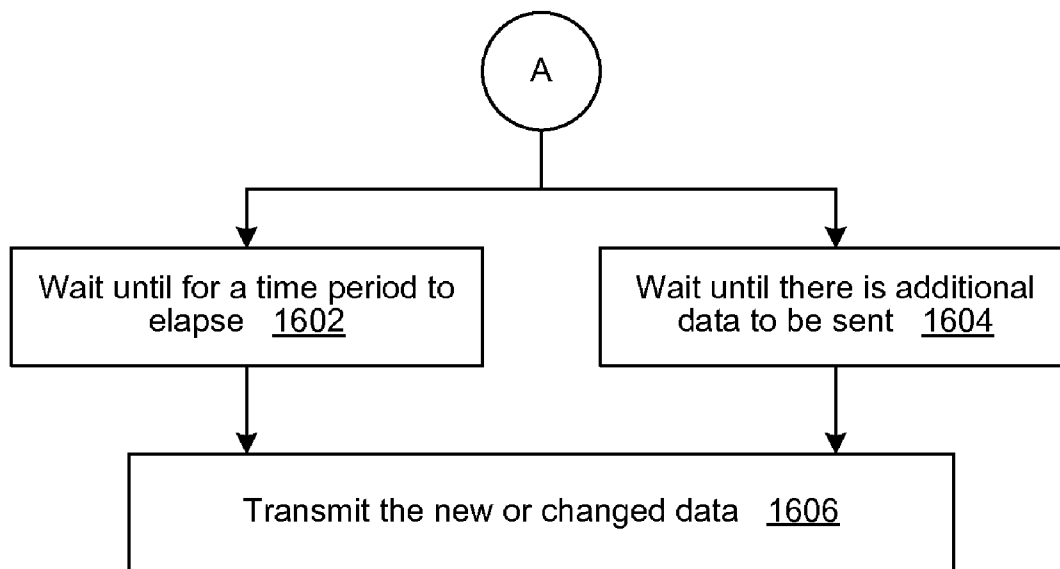 A
Wait until for a time period to
elapse 1602
Wait until there is additional
data to be sent 1604
Transmit the new or changed data 1606